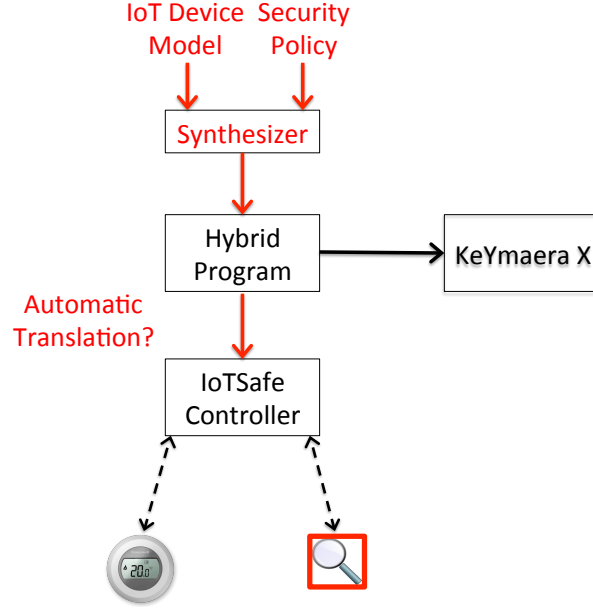 IoT Device Model
Security Policy
Synthesizer
Hybrid Program
KeYmaera X
Automatic Translation?
IoTSafe Controller
20.0